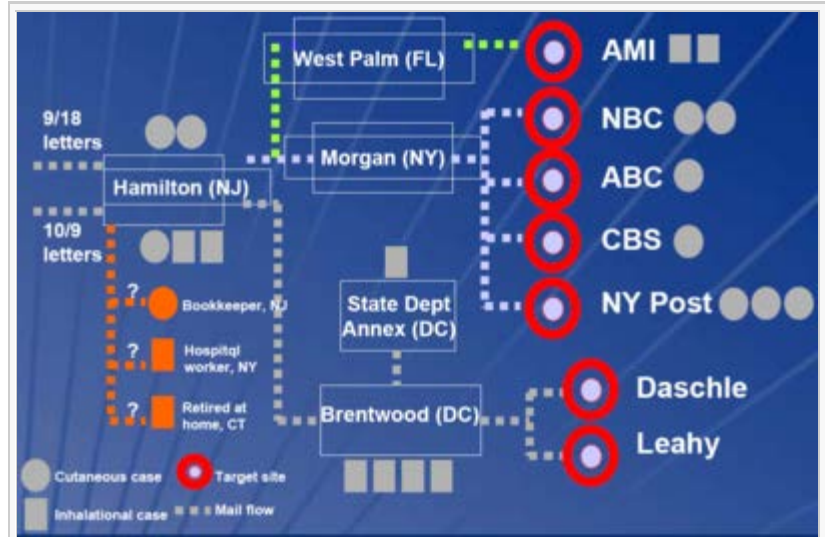 West Palm (FL)
AMI
9/18
letters
NBC
Morgan (NY)
Hamilton (NJ)
ABC
10/9
letters
CBS
?
Bookkeeper, NJ
State Dept
Annex (DC)
NY Post
?
Hospitql
worker, NY
Daschle
?
Retired at
home, CT
Brentwood (DC)
Leahy
Cutaneous case
Target site
Inhalational case
Mail flow